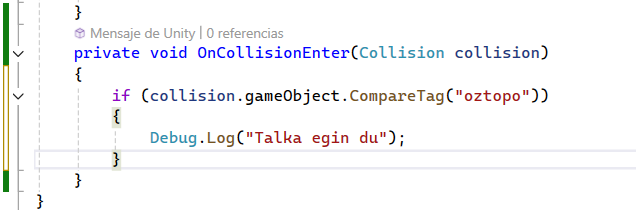 }
Mensaje de Unity | 0 referencias
private void OnCollisionEnter(Collision collision)
{
if (collision.gameObject.CompareTag("oztopo"))
{
Debug.Log("Talka egin du");
}
}
}